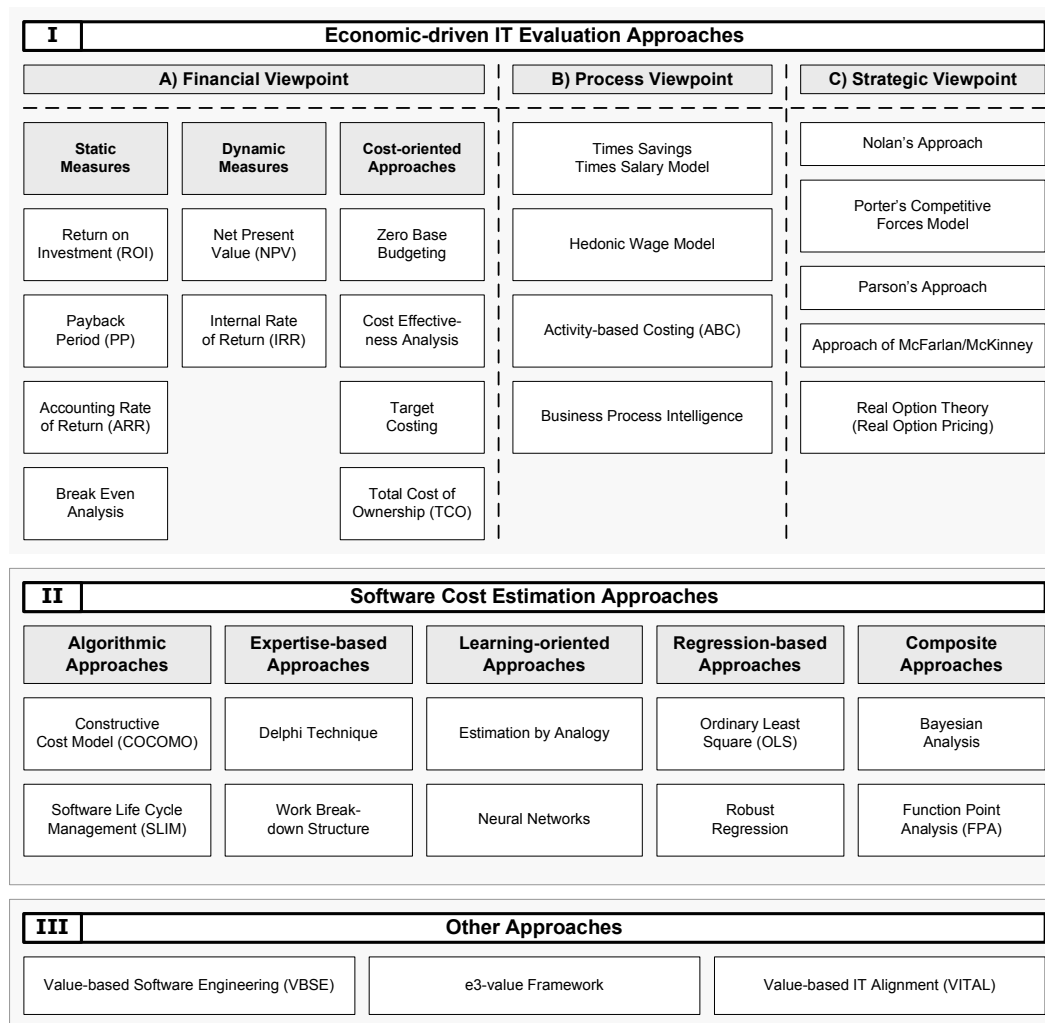 I
Economic-driven IT Evaluation Approaches
A) Financial Viewpoint
B) Process Viewpoint
C) Strategic Viewpoint
Static
Measures
Dynamic
Measures
Cost-oriented
Approaches
Return on
Investment (ROI)
Net Present
Value (NPV)
Zero Base
Budgeting
Payback
Period (PP)
Internal Rate
of Return (IRR)
Cost Effective-
ness Analysis
Accounting Rate
of Return (ARR)
Target
Costing
Break Even
Analysis
Total Cost of
Ownership (TCO)
Times Savings
Times Salary Model
Hedonic Wage Model
Activity-based Costing (ABC)
Business Process Intelligence
Nolan’s Approach
Porter’s Competitive
Forces Model
Parson’s Approach
Approach of McFarlan/McKinney
Real Option Theory
(Real Option Pricing)
II
Software Cost Estimation Approaches
Algorithmic
Approaches
Expertise-based
Approaches
Learning-oriented
Approaches
Regression-based
Approaches
Composite
Approaches
Constructive
Cost Model (COCOMO)
Delphi Technique
Estimation by Analogy
Ordinary Least
Square (OLS)
Bayesian
Analysis
Software Life Cycle
Management (SLIM)
Work Break-
down Structure
Neural Networks
Robust
Regression
Function Point
Analysis (FPA)
III
Other Approaches
Value-based Software Engineering (VBSE)
e3-value Framework
Value-based IT Alignment (VITAL)